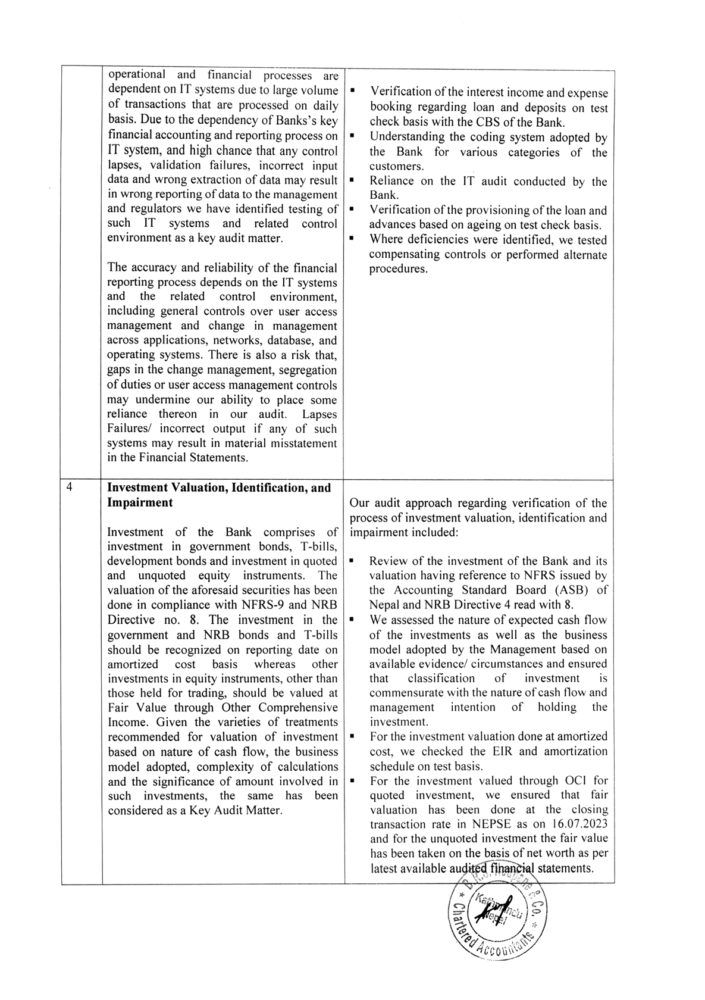 operational and financial processes are
dependent on IT systems due to large volume
of transactions that are processed on daily
basis. Due to the dependency of Banks's key
financial accounting and reporting process on
IT system, and high chance that any control
lapses, validation failures, incorrect input
data and wrong extraction of data may result
in wrong reporting of data to the management
and regulators we have identified testing of
such IT systems and related control
environment as a key audit matter.
The accuracy and reliability of the financial
reporting process depends on the IT systems
and the related control environment,
including general controls over user access
management and change in management
across applications, networks, database, and
operating systems. There is also a risk that,
gaps in the change management, segregation
of duties or user access management controls
may undermine our ability to place some
reliance thereon in our audit. Lapses
Failures/ incorrect output if any of such
systems may result in material misstatement
in the Financial Statements.
▪ Verification of the interest income and expense
booking regarding loan and deposits on test
check basis with the CBS of the Bank.
▪ Understanding the coding system adopted by
the Bank for various categories of the
customers.
▪ Reliance on the IT audit conducted by the
Bank.
▪ Verification of the provisioning of the loan and
advances based on ageing on test check basis.
▪ Where deficiencies were identified, we tested
compensating controls or performed alternate
procedures.
4
Investment Valuation, Identification, and
Impairment
Investment of the Bank comprises of
investment in government bonds, T-bills,
development bonds and investment in quoted
and unquoted equity instruments. The
valuation of the aforesaid securities has been
done in compliance with NFRS-9 and NRB
Directive no. 8. The investment in the
government and NRB bonds and T-bills
should be recognized on reporting date on
amortized cost basis whereas other
investments in equity instruments, other than
those held for trading, should be valued at
Fair Value through Other Comprehensive
Income. Given the varieties of treatments
recommended for valuation of investment
based on nature of cash flow, the business
model adopted, complexity of calculations
and the significance of amount involved in
such investments, the same has been
considered as a Key Audit Matter.
Our audit approach regarding verification of the
process of investment valuation, identification and
impairment included:
▪ Review of the investment of the Bank and its
valuation having reference to NFRS issued by
the Accounting Standard Board (ASB) of
Nepal and NRB Directive 4 read with 8.
▪ We assessed the nature of expected cash flow
of the investments as well as the business
model adopted by the Management based on
available evidence/ circumstances and ensured
that classification of investment is
commensurate with the nature of cash flow and
management intention of holding the
investment.
▪ For the investment valuation done at amortized
cost, we checked the EIR and amortization
schedule on test basis.
▪ For the investment valued through OCI for
quoted investment, we ensured that fair
valuation has been done at the closing
transaction rate in NEPSE as on 16.07.2023
and for the unquoted investment the fair value
has been taken on the basis of net worth as per
latest available audited financial statements.
& Co.
Chartered Accountants
Nepal